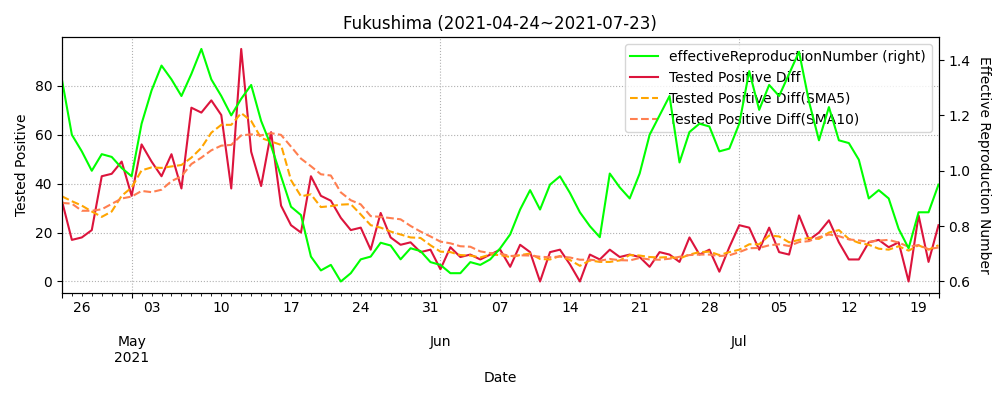 Fukushima (2021-04-24~2021-07-23)
effectiveReproductionNumber (right)
Tested Positive Diff
Tested Positive Diff(SMA5)
Tested Positive Diff(SMA10)
Tested Positive
80
60
40
20
0
1.4
1.2
1.0
0.8
0.6
Effective Reproduction Number
26 03 10 17 24 31 07 14 21 28 05 12 19
May Jun Jul
2021
Date